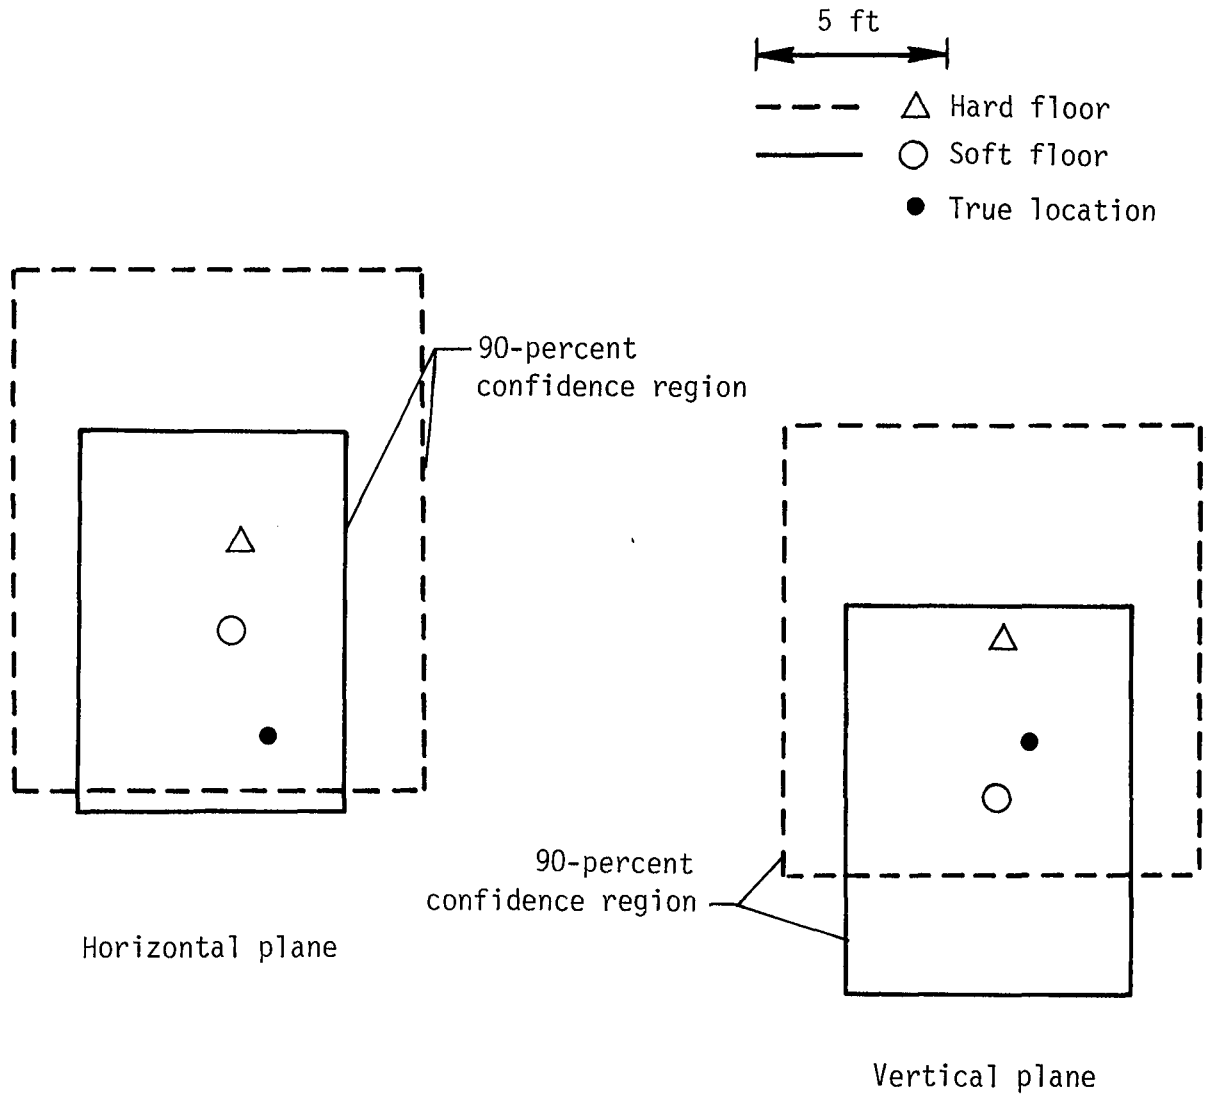 5 ft
Hard floor
Soft floor
True location
90-percent
confidence region
90-percent
confidence region
Horizontal plane
Vertical plane